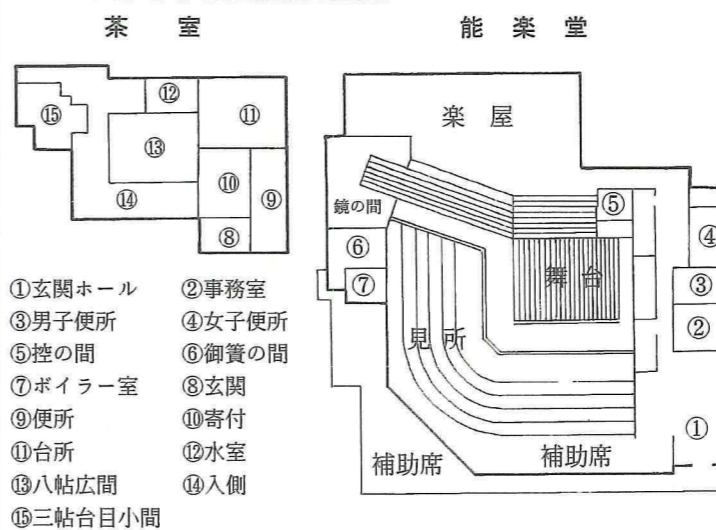 茶室
能楽堂
⑫
⑮
⑪
⑬
⑩
⑭
⑨
⑧
楽屋
鏡の間
⑤
④
⑥
舞台
⑦
③
②
見所
①
補助席
補助席
①玄関ホール ②事務室
③男子便所 ④女子便所
⑤控の間 ⑥御簀の間
⑦ボイラー室 ⑧玄関
⑨便所 ⑩寄付
⑪台所 ⑫水室
⑬八帖広間 ⑭入側
⑮三帖台目小間